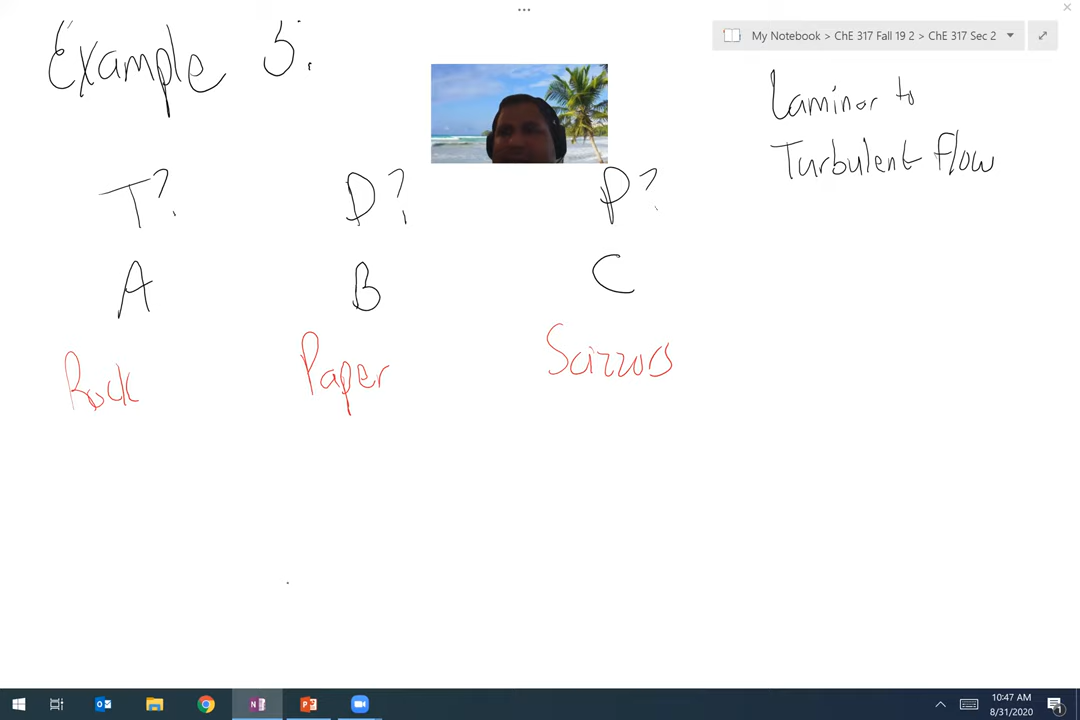 My Notebook > ChE 317 Fall 19 2 > ChE 317 Sec 2
Example 5:
Laminar to
Turbulent Flow
T? D? P?
A B C
Rock Paper Scizzors
10:47 AM
8/31/2020